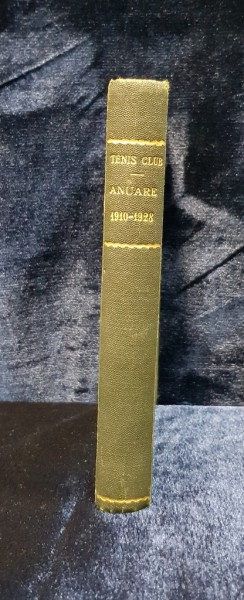 TENIS CLUB
ANUARE
1910-1928